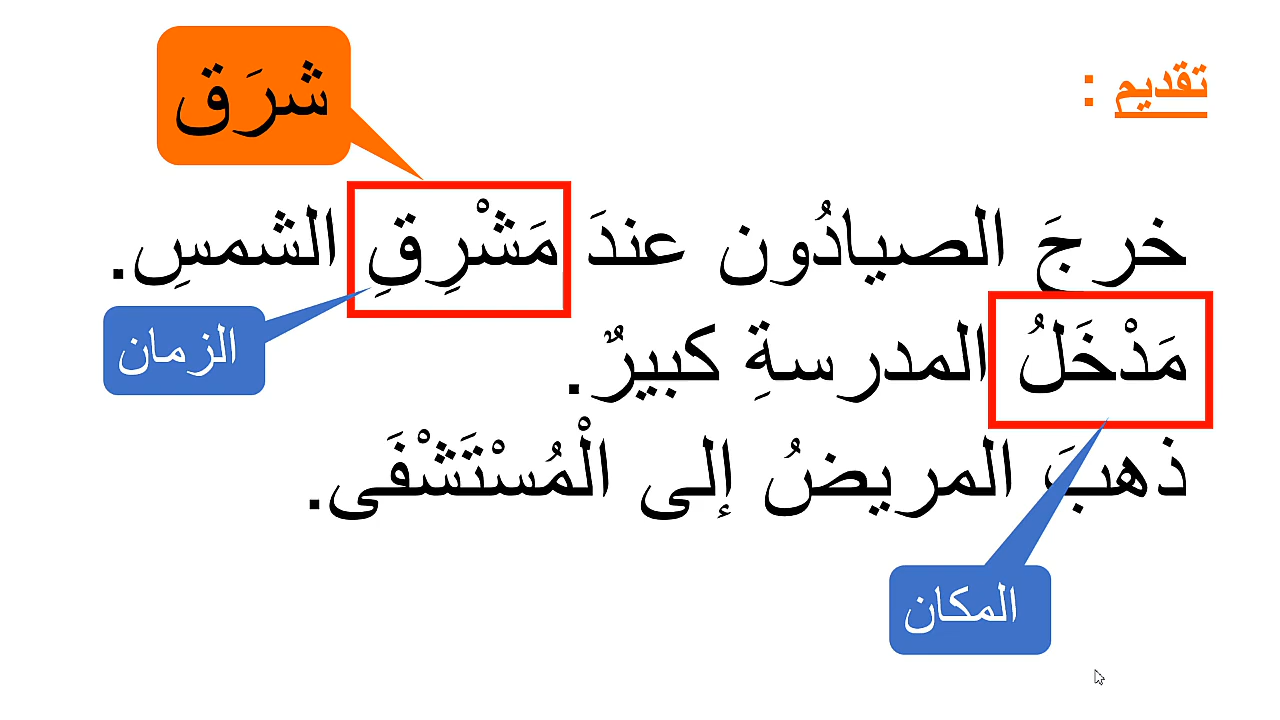 تقديم :
شرَق
خرجَ الصيادُون عندَ مَشْرِقِ الشمسِ.
الزمان
مَدْخَلُ المدرسةِ كبيرٌ.
ذهبَ المريضُ إلى الْمُسْتَشْفَى.
المكان